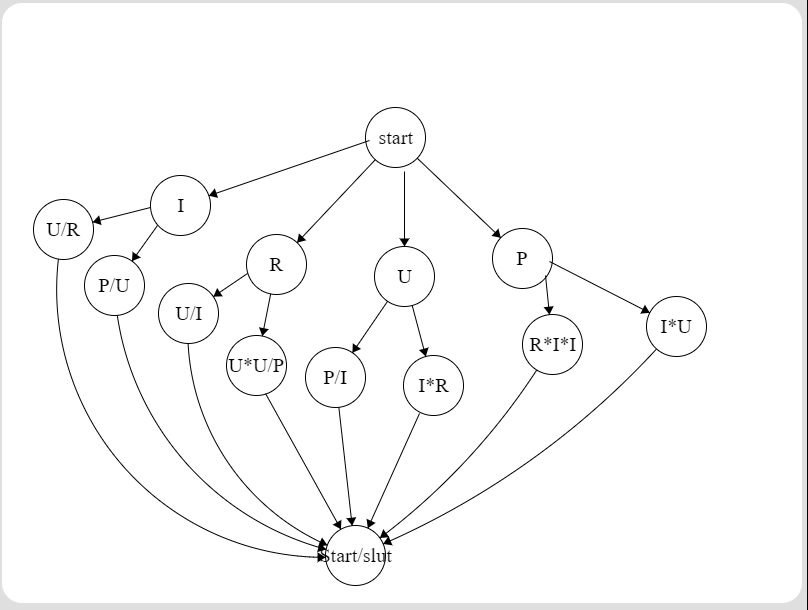 start
I
U/R
R
P
U
P/U
U/I
I*U
R*I*I
U*U/P
P/I
I*R
Start/slut